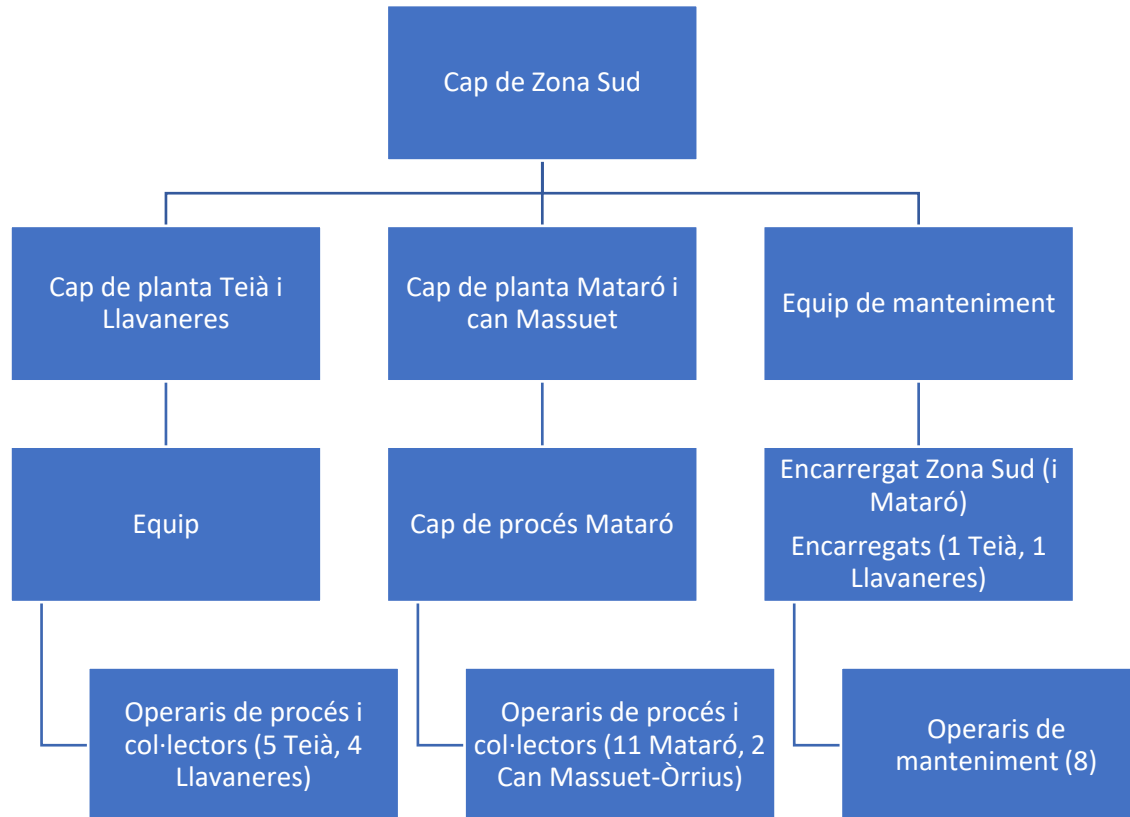 Cap de Zona Sud
Cap de planta Teià i
Llavaneres
Cap de planta Mataró i
can Massuet
Equip de manteniment
Equip
Cap de procés Mataró
Encarrergat Zona Sud (i
Mataró)
Encarregats (1 Teià, 1
Llavaneres)
Operaris de procés i
col·lectors (5 Teià, 4
Llavaneres)
Operaris de procés i
col·lectors (11 Mataró, 2
Can Massuet-Òrrius)
Operaris de
manteniment (8)